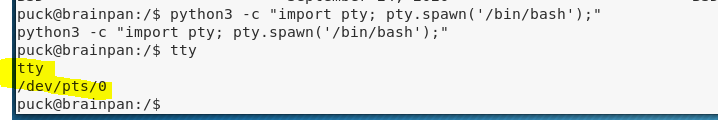 puck@brainpan:/$ python3 -c "import pty; pty.spawn('/bin/bash');"
python3 -c "import pty; pty.spawn('/bin/bash');"
puck@brainpan:/$ tty
tty
/dev/pts/0
puck@brainpan:/$